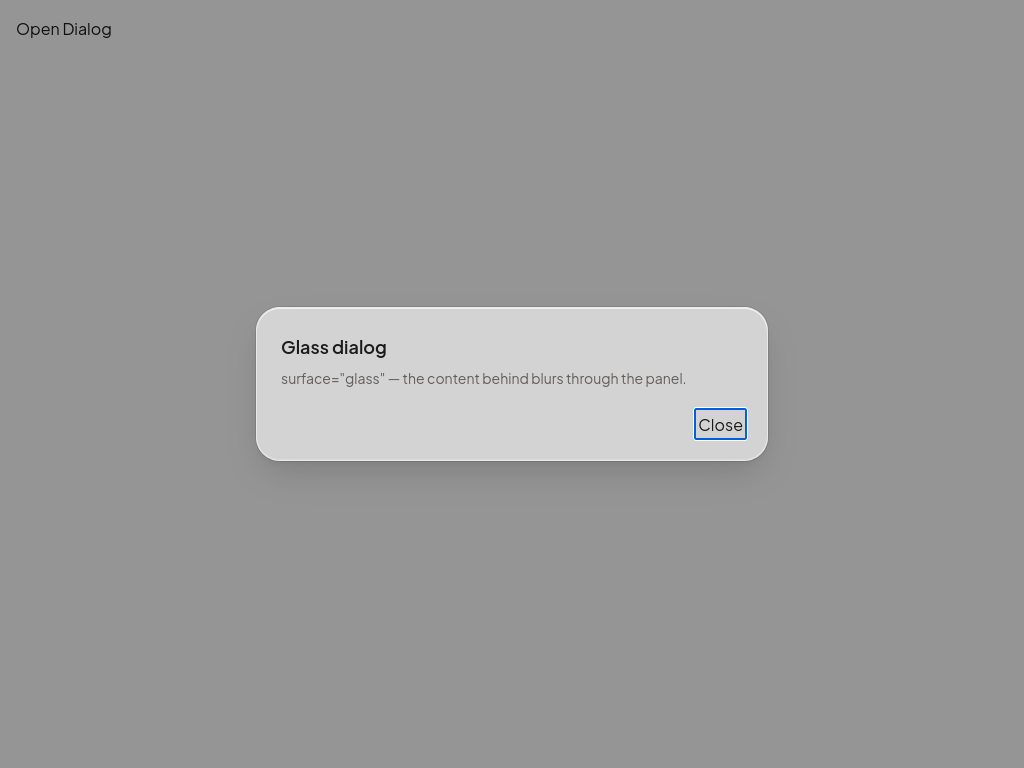 Open Dialog
Glass dialog
surface="glass" — the content behind blurs through the panel.
Close